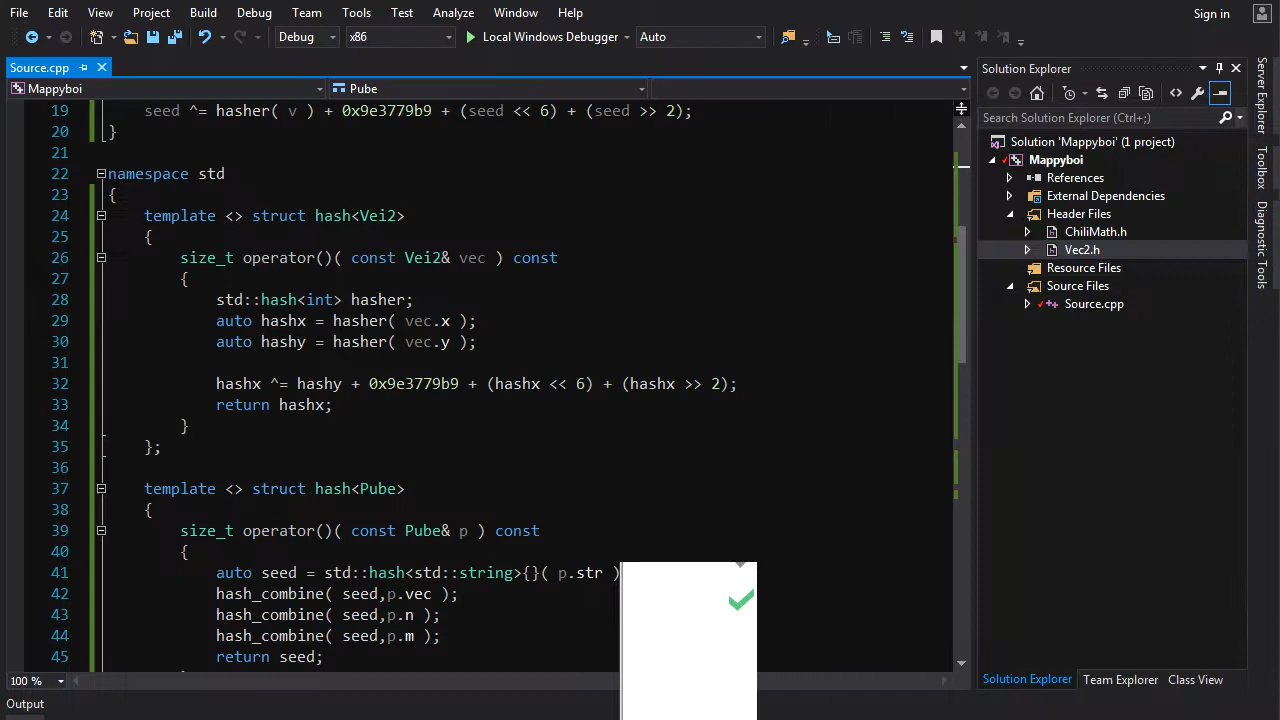 File Edit View Project Build Debug Team Tools Test Analyze Window Help
Sign in
Debug x86 Local Windows Debugger Auto
Source.cpp
Mappyboi Pube
19 seed ^= hasher( v ) + 0x9e3779b9 + (seed << 6) + (seed >> 2);
20 }
21
22 namespace std
23 {
24 template <> struct hash<Vei2>
25 {
26 size_t operator()( const Vei2& vec ) const
27 {
28 std::hash<int> hasher;
29 auto hashx = hasher( vec.x );
30 auto hashy = hasher( vec.y );
31
32 hashx ^= hashy + 0x9e3779b9 + (hashx << 6) + (hashx >> 2);
33 return hashx;
34 }
35 };
36
37 template <> struct hash<Pube>
38 {
39 size_t operator()( const Pube& p ) const
40 {
41 auto seed = std::hash<std::string>{}( p.str )
42 hash_combine( seed,p.vec );
43 hash_combine( seed,p.n );
44 hash_combine( seed,p.m );
45 return seed;
100 %
Output
Solution Explorer
Search Solution Explorer (Ctrl+;)
Solution 'Mappyboi' (1 project)
Mappyboi
References
External Dependencies
Header Files
ChiliMath.h
Vec2.h
Resource Files
Source Files
Source.cpp
Solution Explorer Team Explorer Class View
Server Explorer
Toolbox
Diagnostic Tools